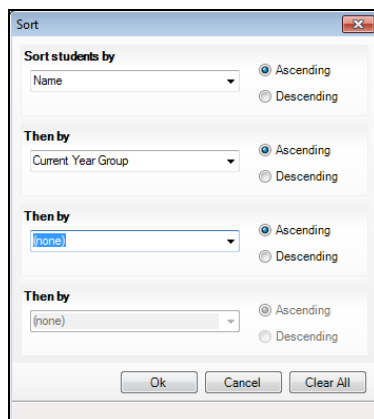 Sort
Sort students by
Name
Ascending
Descending
Then by
Current Year Group
Ascending
Descending
Then by
(none)
Ascending
Descending
Then by
(none)
Ascending
Descending
Ok Cancel Clear All